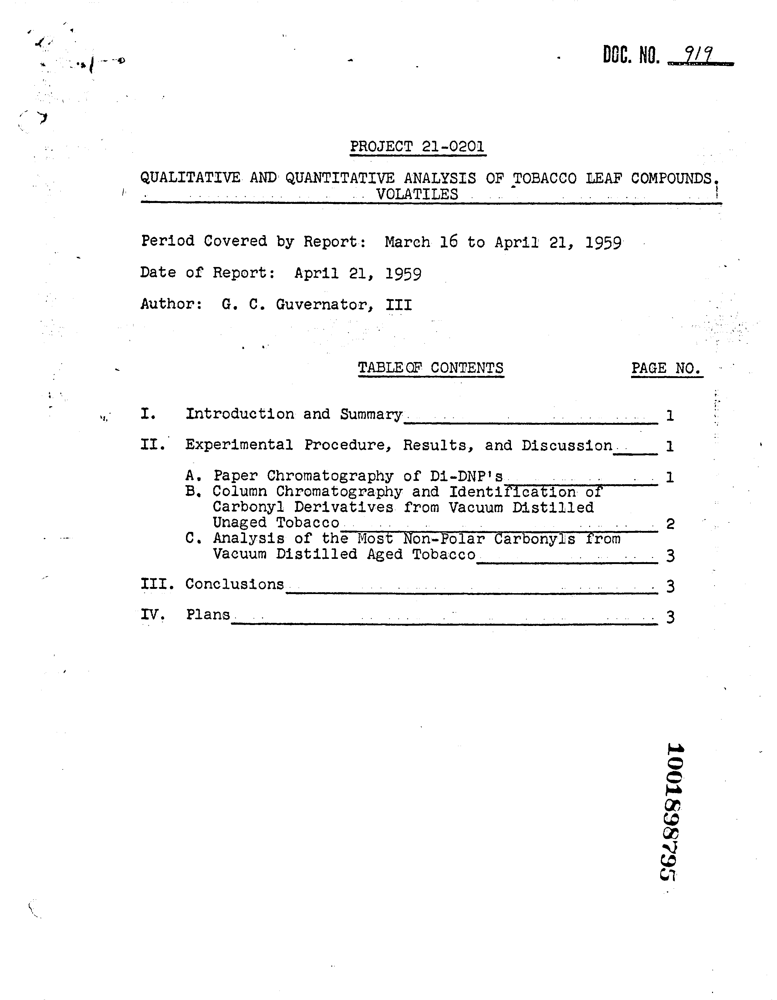 DOC. NO. 919
PROJECT 21-0201
QUALITATIVE AND QUANTITATIVE ANALYSIS OF TOBACCO LEAF COMPOUNDS.
VOLATILES
Period Covered by Report: March 16 to April 21, 1959
Date of Report: April 21, 1959
Author: G. C. Guvernator, III
TABLE OF CONTENTS PAGE NO.
I. Introduction and Summary 1
II. Experimental Procedure, Results, and Discussion 1
A. Paper Chromatography of Di-DNP's 1
B. Column Chromatography and Identification of
Carbonyl Derivatives from Vacuum Distilled
Unaged Tobacco 2
C. Analysis of the Most Non-Polar Carbonyls from
Vacuum Distilled Aged Tobacco 3
III. Conclusions 3
IV. Plans 3
1001898795